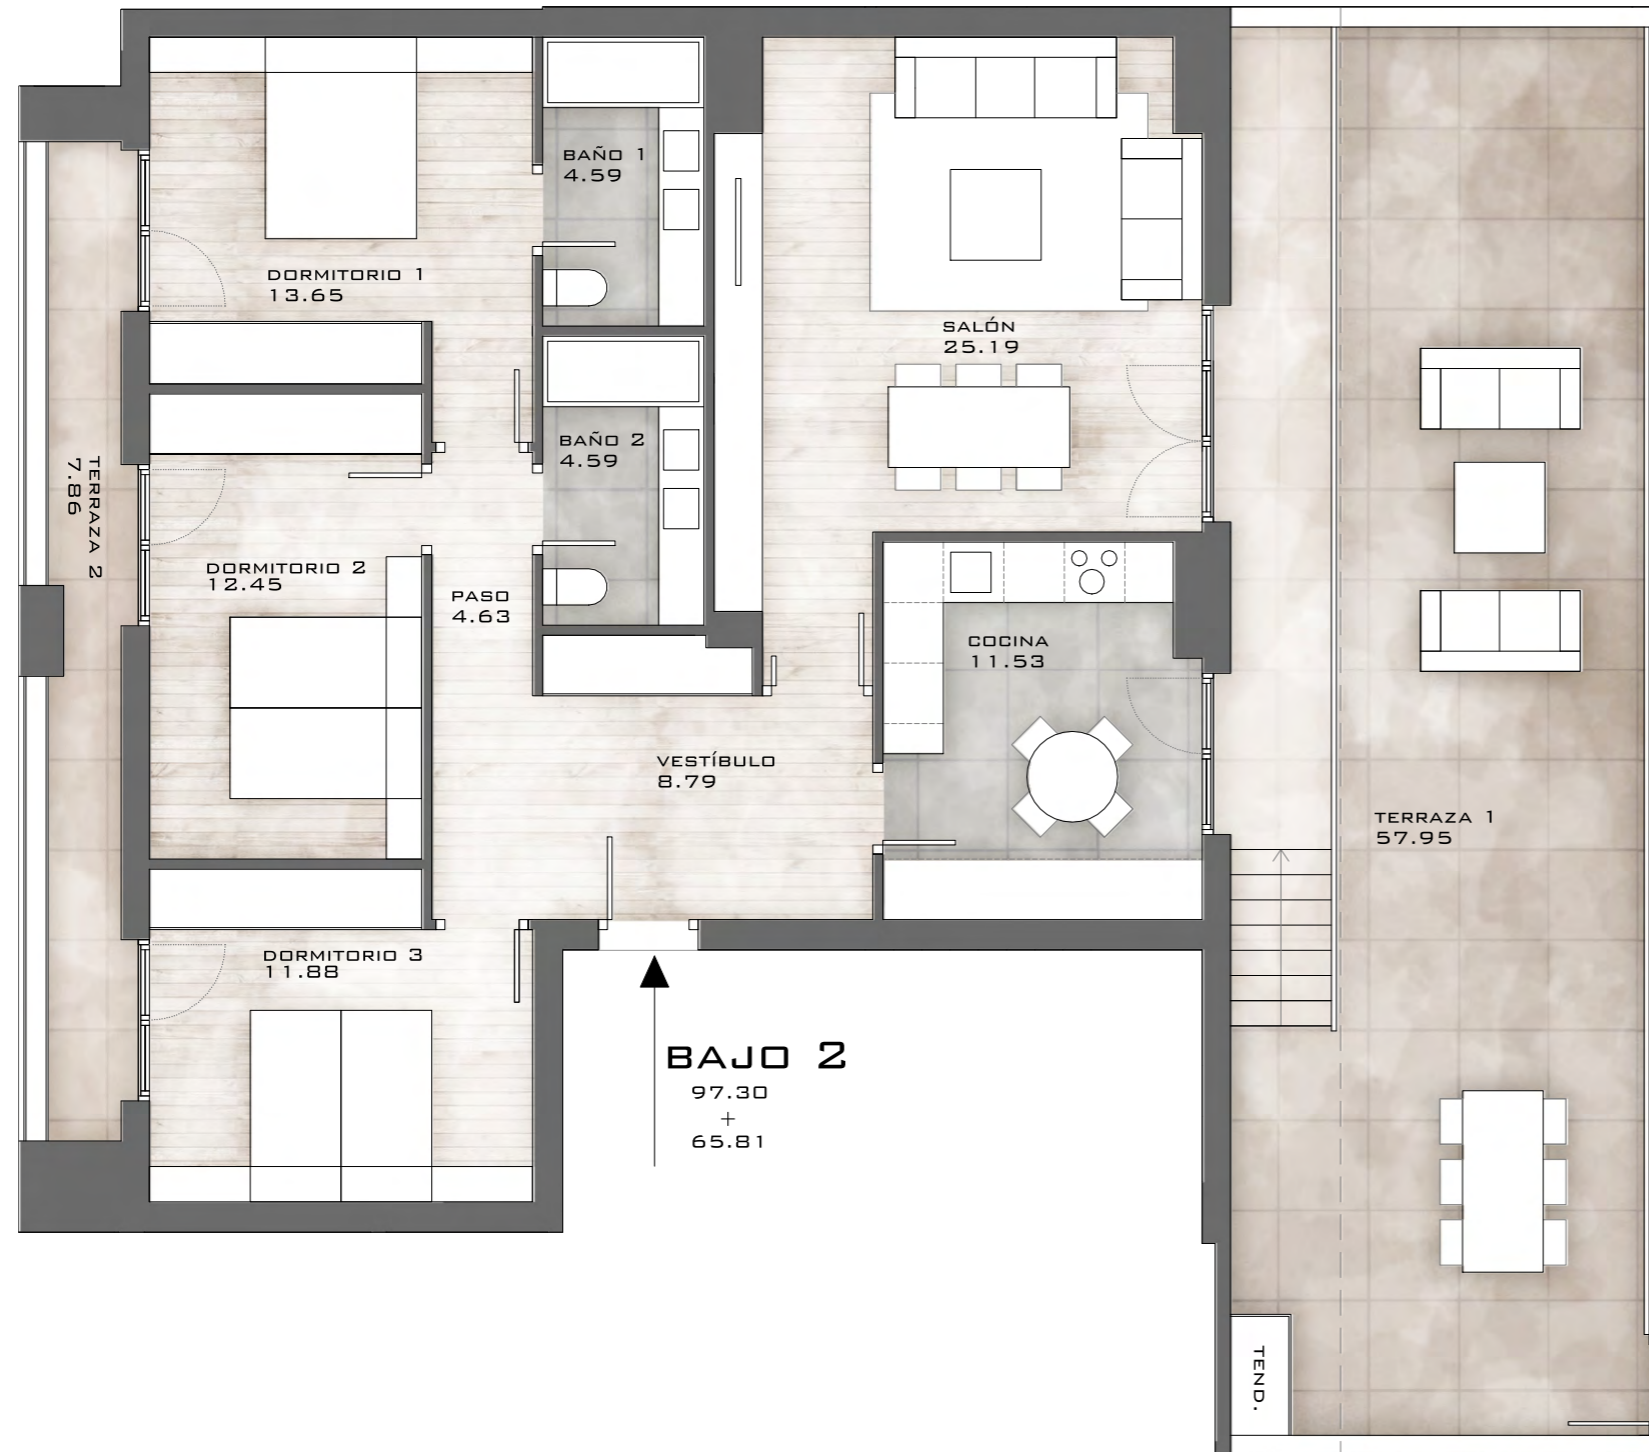 BAÑO 1
4.59
DORMITORIO 1
13.65
SALÓN
25.19
BAÑO 2
4.59
TERRAZA 2
7.86
DORMITORIO 2
12.45
PASO
4.63
COCINA
11.53
VESTÍBULO
8.79
TERRAZA 1
57.95
DORMITORIO 3
11.88
BAJO 2
97.30
+
65.81
TEND.